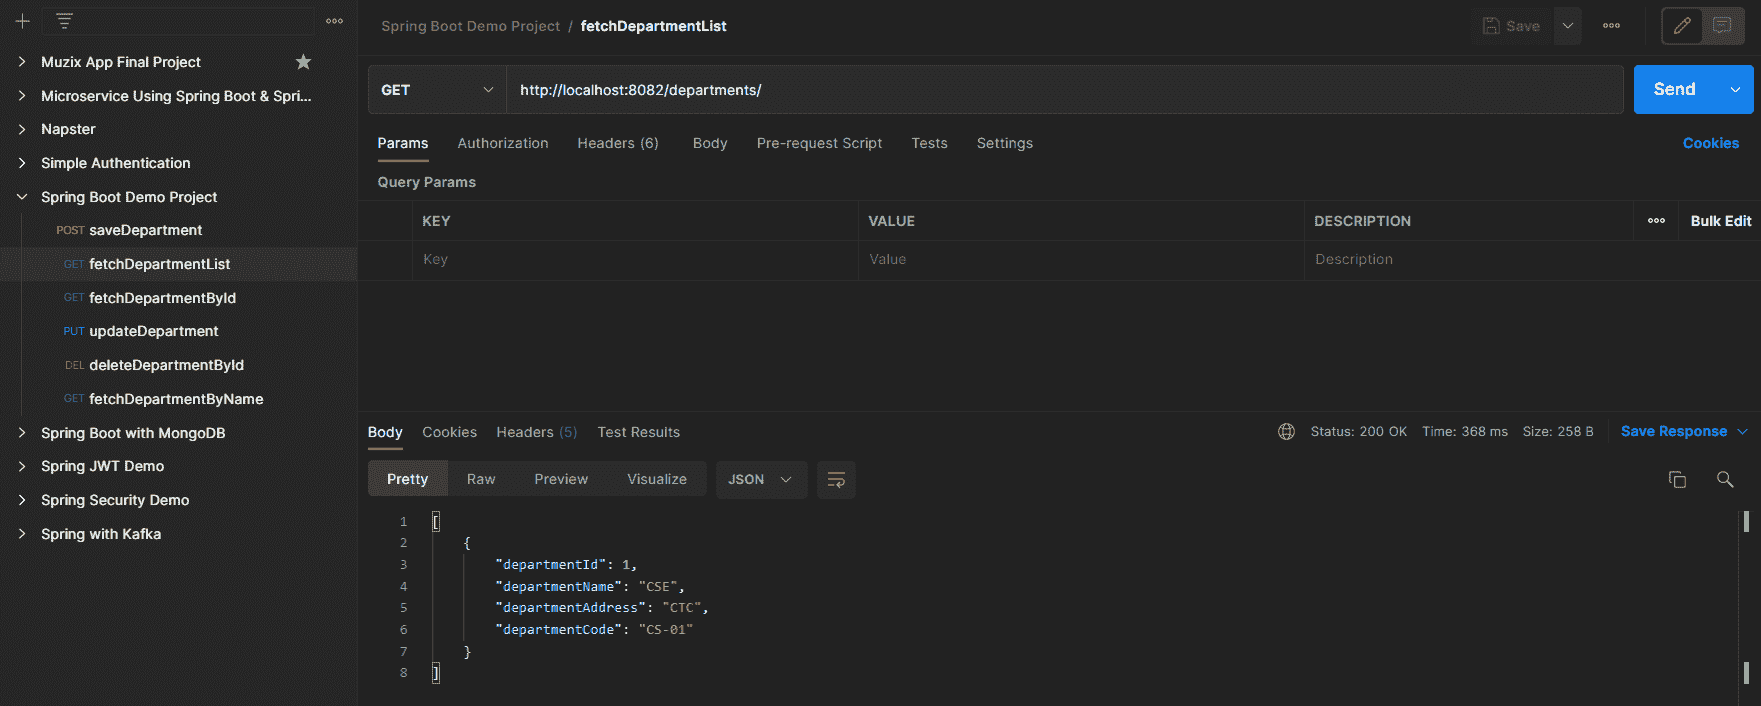 Muzix App Final Project
Microservice Using Spring Boot & Spri...
Napster
Simple Authentication
Spring Boot Demo Project
POST saveDepartment
GET fetchDepartmentList
GET fetchDepartmentById
PUT updateDepartment
DEL deleteDepartmentById
GET fetchDepartmentByName
Spring Boot with MongoDB
Spring JWT Demo
Spring Security Demo
Spring with Kafka
Spring Boot Demo Project / fetchDepartmentList
Save
GET http://localhost:8082/departments/ Send
Params Authorization Headers (6) Body Pre-request Script Tests Settings Cookies
Query Params
KEY VALUE DESCRIPTION Bulk Edit
Key Value Description
Body Cookies Headers (5) Test Results Status: 200 OK Time: 368 ms Size: 258 B Save Response
Pretty Raw Preview Visualize JSON
1 [
2 {
3 "departmentId": 1,
4 "departmentName": "CSE",
5 "departmentAddress": "CTC",
6 "departmentCode": "CS-01"
7 }
8 ]